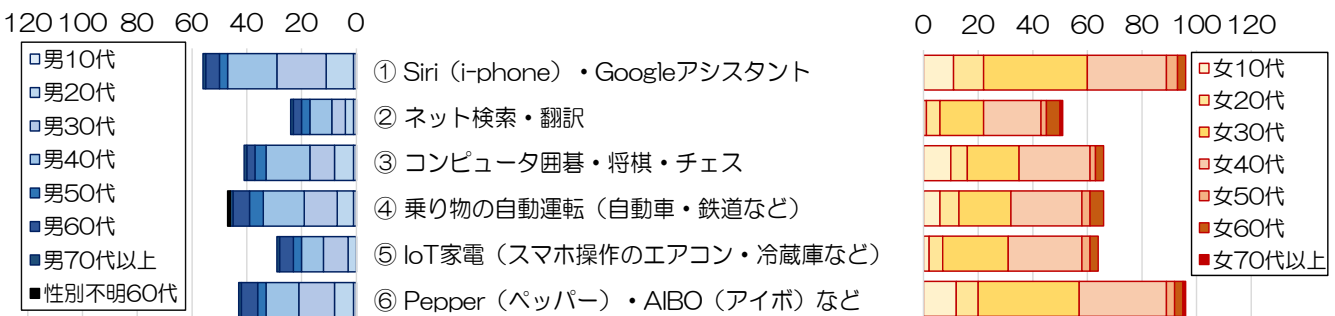 120 100 80 60 40 20 0
0 20 40 60 80 100 120
男10代
男20代
男30代
男40代
男50代
男60代
男70代以上
性別不明60代
① Siri（i-phone）・Googleアシスタント
② ネット検索・翻訳
③ コンピュータ囲碁・将棋・チェス
④ 乗り物の自動運転（自動車・鉄道など）
⑤ IoT家電（スマホ操作のエアコン・冷蔵庫など）
⑥ Pepper（ペッパー）・AIBO（アイボ）など
女10代
女20代
女30代
女40代
女50代
女60代
女70代以上